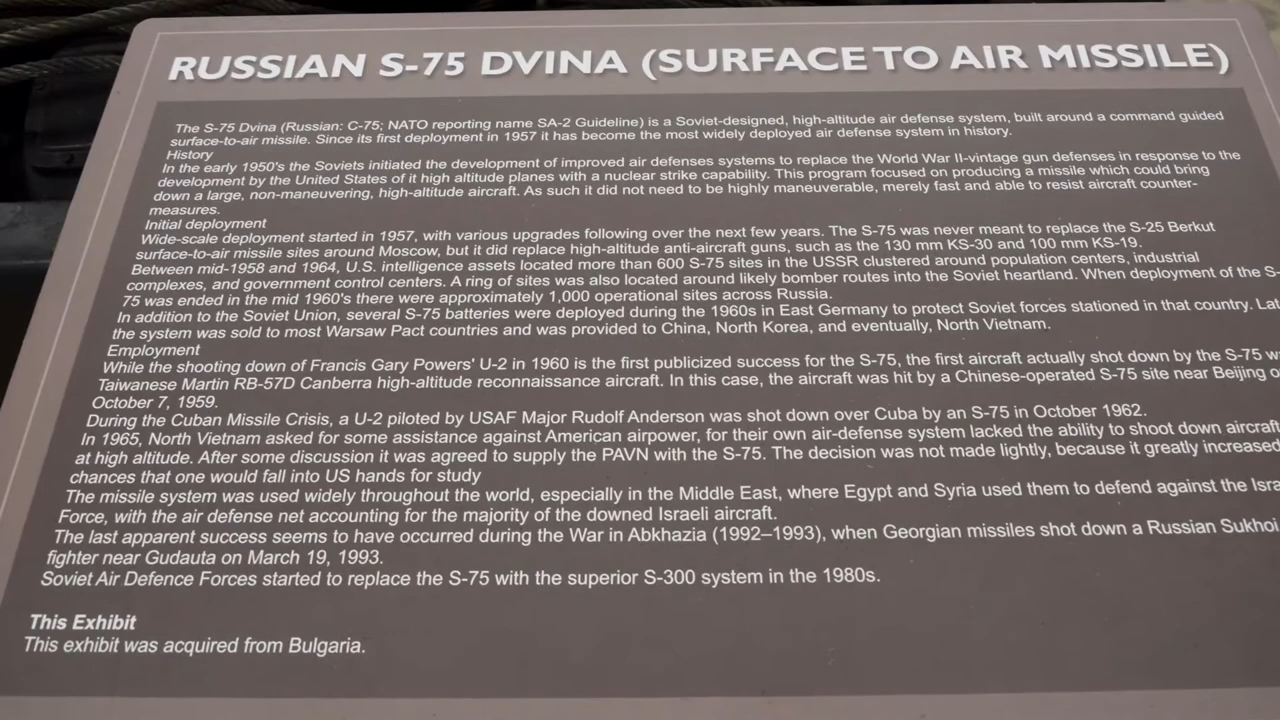 RUSSIAN S-75 DVINA (SURFACE TO AIR MISSILE)
The S-75 Dvina (Russian: C-75; NATO reporting name SA-2 Guideline) is a Soviet-designed, high-altitude air defense system, built around a command guided
surface-to-air missile. Since its first deployment in 1957 it has become the most widely deployed air defense system in history.
History
In the early 1950's the Soviets initiated the development of improved air defenses systems to replace the World War II-vintage gun defenses in response to the
development by the United States of it high altitude planes with a nuclear strike capability. This program focused on producing a missile which could bring
down a large, non-maneuvering, high-altitude aircraft. As such it did not need to be highly maneuverable, merely fast and able to resist aircraft counter-
measures.
Initial deployment
Wide-scale deployment started in 1957, with various upgrades following over the next few years. The S-75 was never meant to replace the S-25 Berkut
surface-to-air missile sites around Moscow, but it did replace high-altitude anti-aircraft guns, such as the 130 mm KS-30 and 100 mm KS-19.
Between mid-1958 and 1964, U.S. intelligence assets located more than 600 S-75 sites in the USSR clustered around population centers, industrial
complexes, and government control centers. A ring of sites was also located around likely bomber routes into the Soviet heartland. When deployment of the S-
75 was ended in the mid 1960's there were approximately 1,000 operational sites across Russia.
In addition to the Soviet Union, several S-75 batteries were deployed during the 1960s in East Germany to protect Soviet forces stationed in that country.
the system was sold to most Warsaw Pact countries and was provided to China, North Korea, and eventually, North Vietnam.
Employment
While the shooting down of Francis Gary Powers' U-2 in 1960 is the first publicized success for the S-75, the first aircraft actually shot down by the S-75
Taiwanese Martin RB-57D Canberra high-altitude reconnaissance aircraft. In this case, the aircraft was hit by a Chinese-operated S-75 site near Beijing
October 7, 1959.
During the Cuban Missile Crisis, a U-2 piloted by USAF Major Rudolf Anderson was shot down over Cuba by an S-75 in October 1962.
In 1965, North Vietnam asked for some assistance against American airpower, for their own air-defense system lacked the ability to shoot down aircraft
at high altitude. After some discussion it was agreed to supply the PAVN with the S-75. The decision was not made lightly, because it greatly increased
chances that one would fall into US hands for study
The missile system was used widely throughout the world, especially in the Middle East, where Egypt and Syria used them to defend against the
Force, with the air defense net accounting for the majority of the downed Israeli aircraft.
The last apparent success seems to have occurred during the War in Abkhazia (1992–1993), when Georgian missiles shot down a Russian Sukhoi
fighter near Gudauta on March 19, 1993.
Soviet Air Defence Forces started to replace the S-75 with the superior S-300 system in the 1980s.
This Exhibit
This exhibit was acquired from Bulgaria.